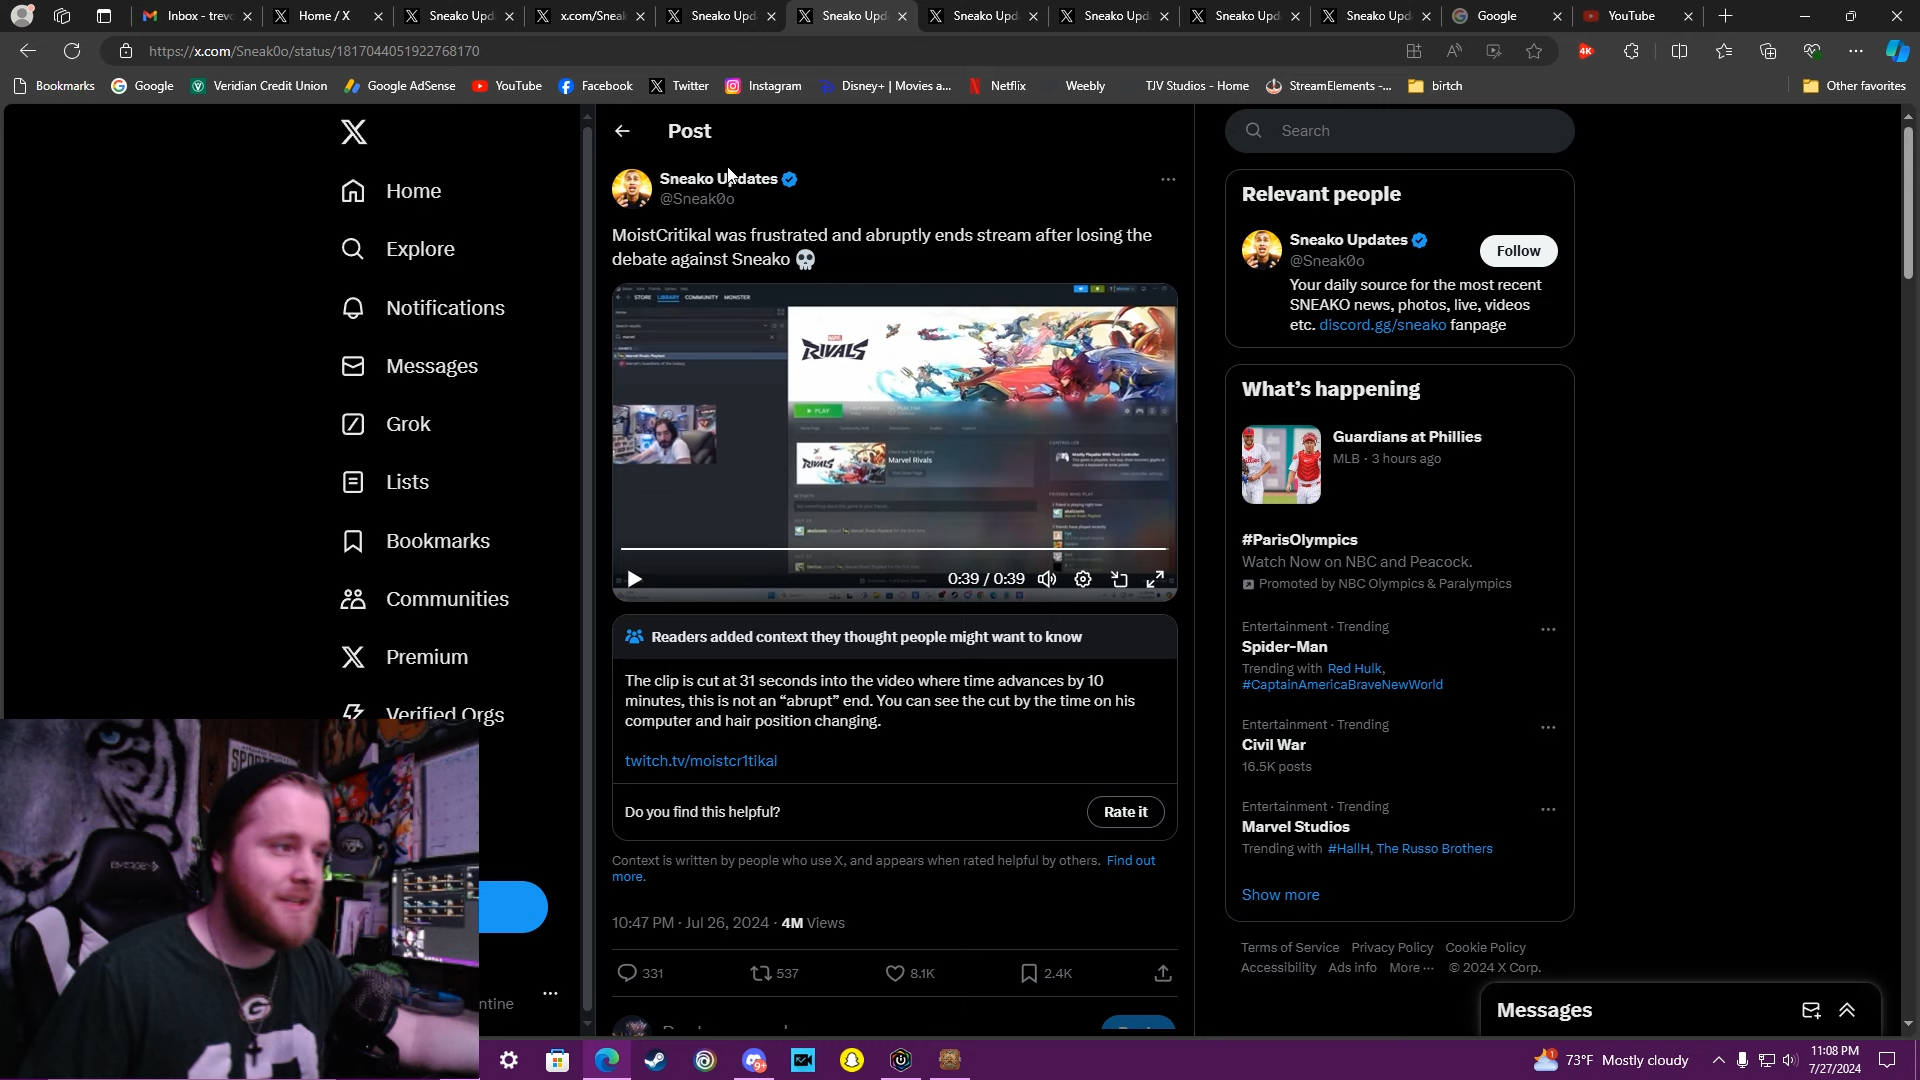 Inbox - trev
Home / X
Sneako Upd
x.com/Sneak
Sneako Upd
Sneako Upd
Sneako Upd
Sneako Upd
Sneako Upd
Sneako Upd
Google
YouTube
https://x.com/Sneak0o/status/1817044051922768170
Bookmarks
Google
Veridian Credit Union
Google AdSense
YouTube
Facebook
Twitter
Instagram
Disney+ | Movies a...
Netflix
Weekly
TJV Studios - Home
StreamElements -...
birtch
Other favorites
Home
Explore
Notifications
Messages
Grok
Lists
Bookmarks
Communities
Premium
Verified Orgs
ntine
Post
Sneako Updates
@Sneak0o
MoistCritikal was frustrated and abruptly ends stream after losing the
debate against Sneako 💀
STORE LIBRARY COMMUNITY MONSTER
MARVEL
RIVALS
PLAY
Marvel Rivals
0:39 / 0:39
Readers added context they thought people might want to know
The clip is cut at 31 seconds into the video where time advances by 10
minutes, this is not an “abrupt” end. You can see the cut by the time on his
computer and hair position changing.
twitch.tv/moistcr1tikal
Do you find this helpful?
Rate it
Context is written by people who use X, and appears when rated helpful by others. Find out
more.
10:47 PM · Jul 26, 2024 · 4M Views
331
537
8.1K
2.4K
Search
Relevant people
Sneako Updates
@Sneak0o
Follow
Your daily source for the most recent
SNEAKO news, photos, live, videos
etc. discord.gg/sneako fanpage
What’s happening
Guardians at Phillies
MLB · 3 hours ago
#ParisOlympics
Watch Now on NBC and Peacock.
Promoted by NBC Olympics & Paralympics
Entertainment · Trending
Spider-Man
Trending with Red Hulk,
#CaptainAmericaBraveNewWorld
Entertainment · Trending
Civil War
16.5K posts
Entertainment · Trending
Marvel Studios
Trending with #HallH, The Russo Brothers
Show more
Terms of Service Privacy Policy Cookie Policy
Accessibility Ads info More ··· © 2024 X Corp.
Messages
9+
73°F Mostly cloudy
11:08 PM
7/27/2024